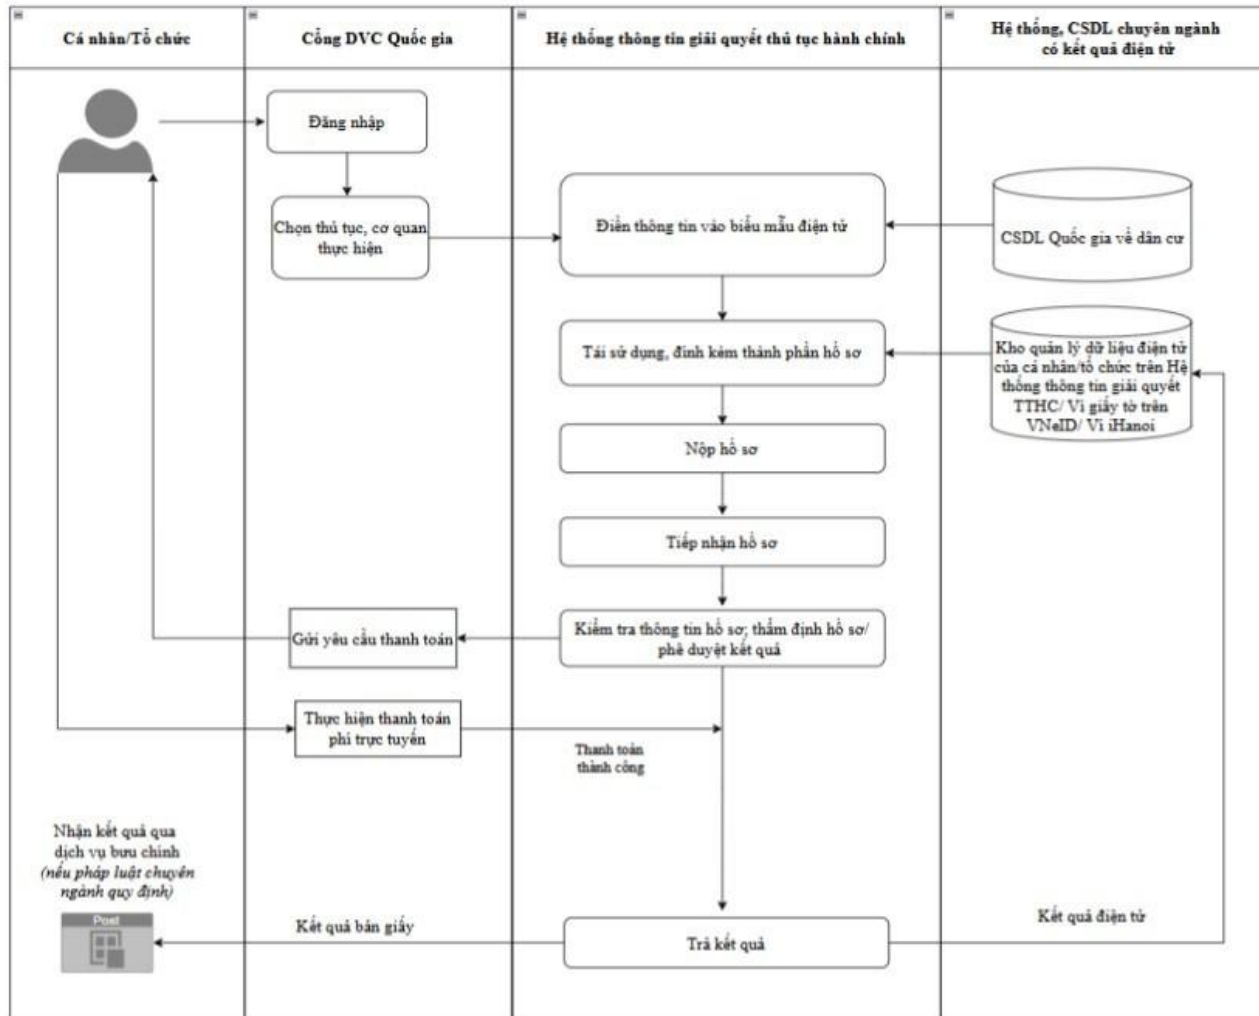 Cá nhân/Tổ chức
Cổng DVC Quốc gia
Hệ thống thông tin giải quyết thủ tục hành chính
Hệ thống, CSDL chuyên ngành
có kết quả điện tử
Đăng nhập
Chọn thủ tục, cơ quan
thực hiện
Điền thông tin vào biểu mẫu điện tử
CSDL Quốc gia về dân cư
Tái sử dụng, đính kèm thành phần hồ sơ
Kho quản lý dữ liệu điện tử
của cá nhân/tổ chức trên Hệ
thống thông tin giải quyết
TTHC/ Ví giấy tờ trên
VNeID/ Ví iHanoi
Nộp hồ sơ
Tiếp nhận hồ sơ
Gửi yêu cầu thanh toán
Kiểm tra thông tin hồ sơ; thẩm định hồ sơ/
phê duyệt kết quả
Thực hiện thanh toán
phí trực tuyến
Thanh toán
thành công
Nhận kết quả qua
dịch vụ bưu chính
(nếu pháp luật chuyên
ngành quy định)
Post
Kết quả bản giấy
Trả kết quả
Kết quả điện tử